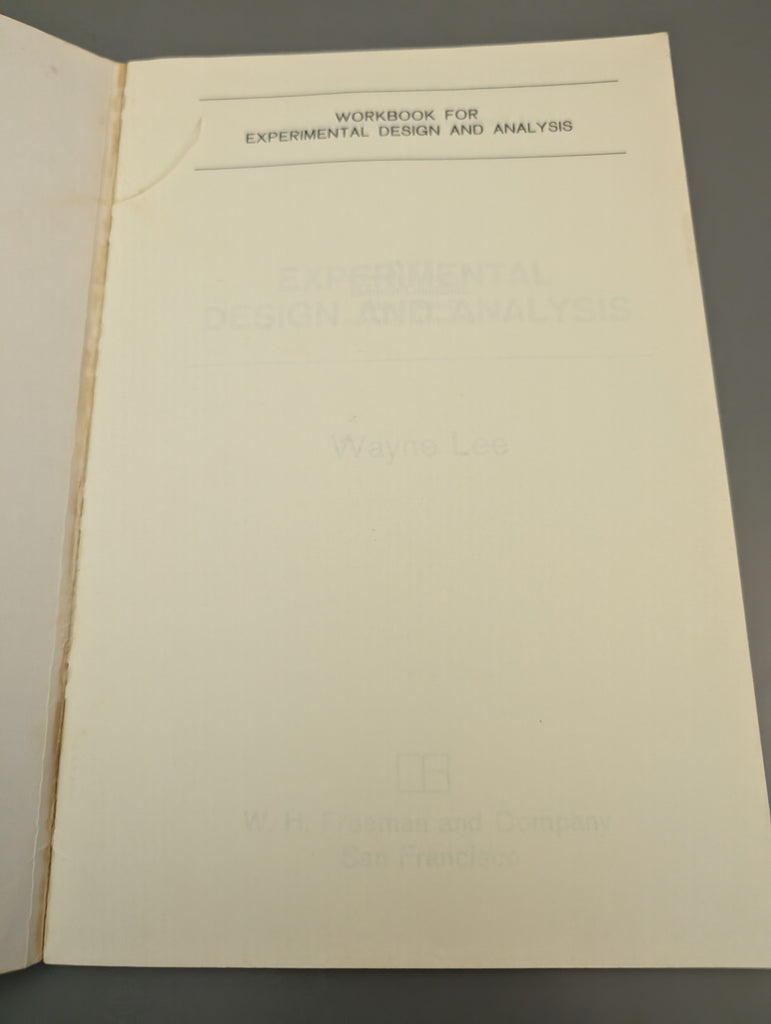 WORKBOOK FOR
EXPERIMENTAL DESIGN AND ANALYSIS
EXPERIMENTAL
DESIGN AND ANALYSIS
Wayne Lee
W. H. Freeman and Company
San Francisco